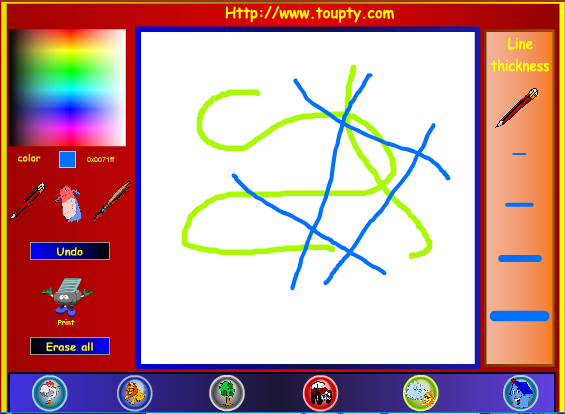 Http://www.toupty.com
Line
thickness
color
0x0071ff
Undo
Print
Erase all